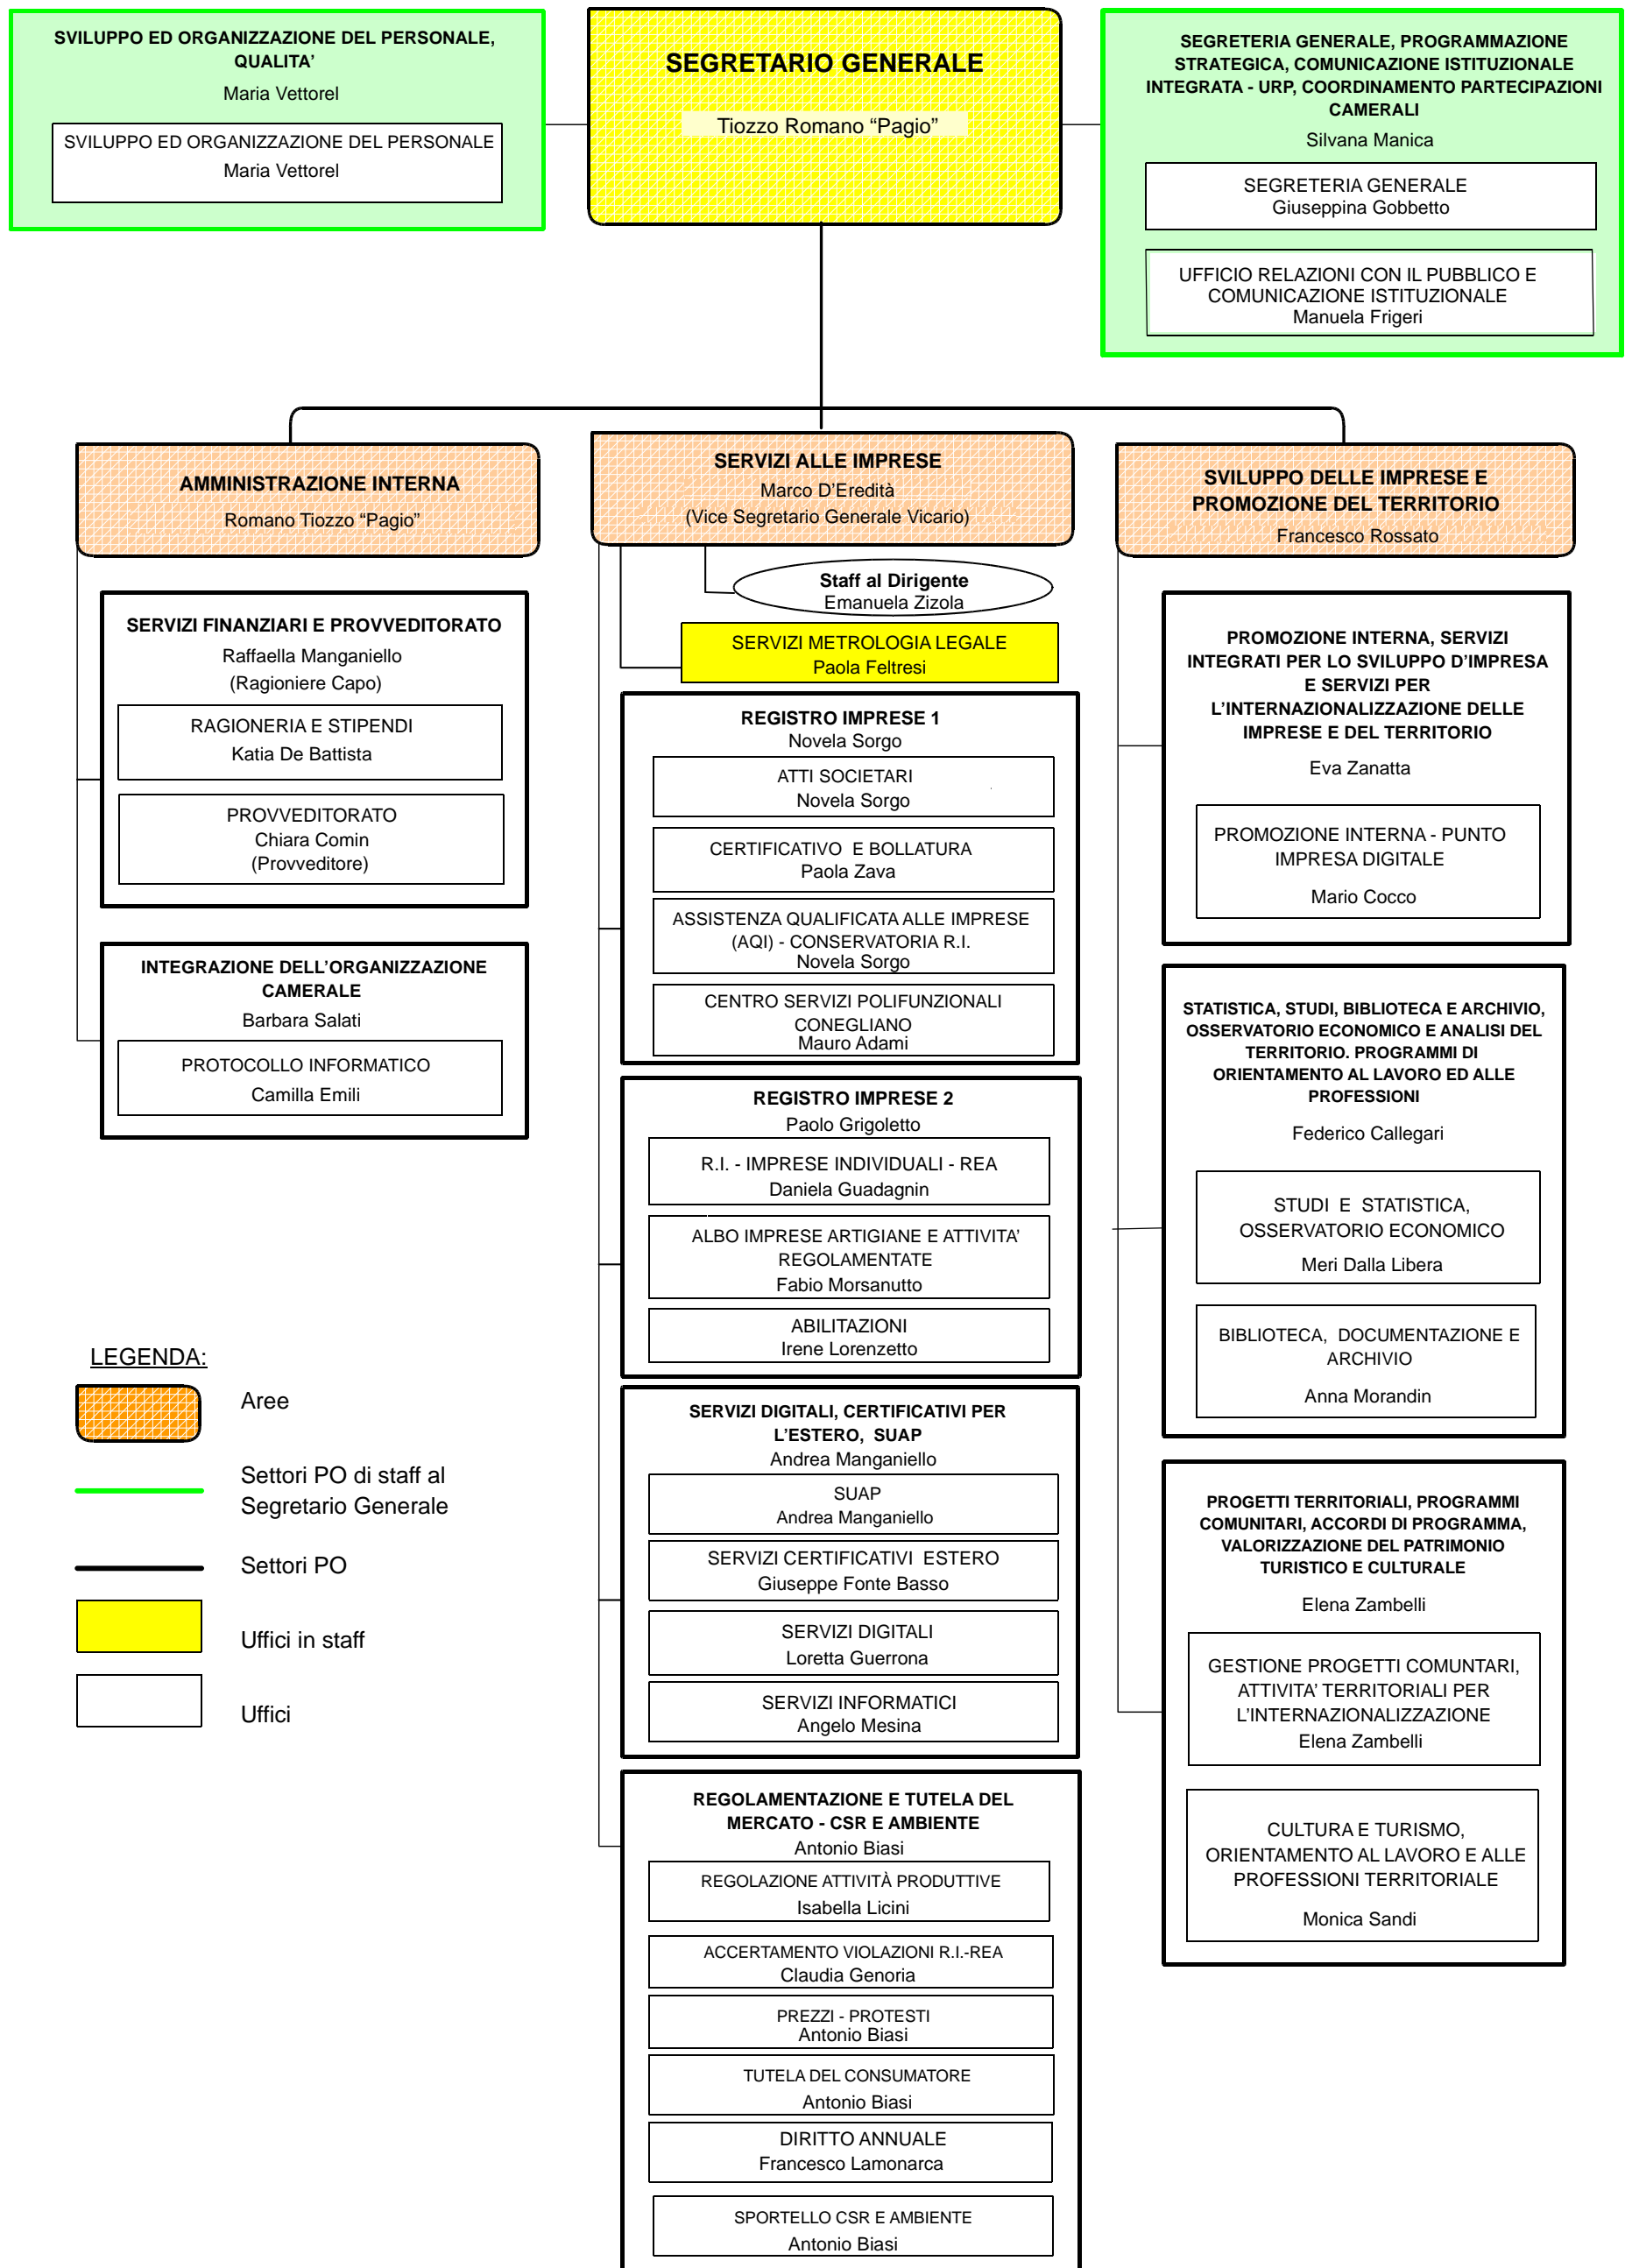 SVILUPPO ED ORGANIZZAZIONE DEL PERSONALE,
QUALITA’
Maria Vettorel
SVILUPPO ED ORGANIZZAZIONE DEL PERSONALE
Maria Vettorel
SEGRETARIO GENERALE
Tiozzo Romano “Pagio”
SEGRETERIA GENERALE, PROGRAMMAZIONE
STRATEGICA, COMUNICAZIONE ISTITUZIONALE
INTEGRATA - URP, COORDINAMENTO PARTECIPAZIONI
CAMERALI
Silvana Manica
SEGRETERIA GENERALE
Giuseppina Gobbetto
UFFICIO RELAZIONI CON IL PUBBLICO E
COMUNICAZIONE ISTITUZIONALE
Manuela Frigeri
AMMINISTRAZIONE INTERNA
Romano Tiozzo “Pagio”
SERVIZI FINANZIARI E PROVVEDITORATO
Raffaella Manganiello
(Ragioniere Capo)
RAGIONERIA E STIPENDI
Katia De Battista
PROVVEDITORATO
Chiara Comin
(Provveditore)
INTEGRAZIONE DELL’ORGANIZZAZIONE
CAMERALE
Barbara Salati
PROTOCOLLO INFORMATICO
Camilla Emili
SERVIZI ALLE IMPRESE
Marco D’Eredità
(Vice Segretario Generale Vicario)
Staff al Dirigente
Emanuela Zizola
SERVIZI METROLOGIA LEGALE
Paola Feltresi
REGISTRO IMPRESE 1
Novela Sorgo
ATTI SOCIETARI
Novela Sorgo
CERTIFICATIVO E BOLLATURA
Paola Zava
ASSISTENZA QUALIFICATA ALLE IMPRESE
(AQI) - CONSERVATORIA R.I.
Novela Sorgo
CENTRO SERVIZI POLIFUNZIONALI
CONEGLIANO
Mauro Adami
REGISTRO IMPRESE 2
Paolo Grigoletto
R.I. - IMPRESE INDIVIDUALI - REA
Daniela Guadagnin
ALBO IMPRESE ARTIGIANE E ATTIVITA’
REGOLAMENTATE
Fabio Morsanutto
ABILITAZIONI
Irene Lorenzetto
SERVIZI DIGITALI, CERTIFICATIVI PER
L’ESTERO, SUAP
Andrea Manganiello
SUAP
Andrea Manganiello
SERVIZI CERTIFICATIVI ESTERO
Giuseppe Fonte Basso
SERVIZI DIGITALI
Loretta Guerrona
SERVIZI INFORMATICI
Angelo Mesina
REGOLAMENTAZIONE E TUTELA DEL
MERCATO - CSR E AMBIENTE
Antonio Biasi
REGOLAZIONE ATTIVITÀ PRODUTTIVE
Isabella Licini
ACCERTAMENTO VIOLAZIONI R.I.-REA
Claudia Genoria
PREZZI - PROTESTI
Antonio Biasi
TUTELA DEL CONSUMATORE
Antonio Biasi
DIRITTO ANNUALE
Francesco Lamonarca
SPORTELLO CSR E AMBIENTE
Antonio Biasi
SVILUPPO DELLE IMPRESE E
PROMOZIONE DEL TERRITORIO
Francesco Rossato
PROMOZIONE INTERNA, SERVIZI
INTEGRATI PER LO SVILUPPO D’IMPRESA
E SERVIZI PER
L’INTERNAZIONALIZZAZIONE DELLE
IMPRESE E DEL TERRITORIO
Eva Zanatta
PROMOZIONE INTERNA - PUNTO
IMPRESA DIGITALE
Mario Cocco
STATISTICA, STUDI, BIBLIOTECA E ARCHIVIO,
OSSERVATORIO ECONOMICO E ANALISI DEL
TERRITORIO. PROGRAMMI DI
ORIENTAMENTO AL LAVORO ED ALLE
PROFESSIONI
Federico Callegari
STUDI E STATISTICA,
OSSERVATORIO ECONOMICO
Meri Dalla Libera
BIBLIOTECA, DOCUMENTAZIONE E
ARCHIVIO
Anna Morandin
PROGETTI TERRITORIALI, PROGRAMMI
COMUNITARI, ACCORDI DI PROGRAMMA,
VALORIZZAZIONE DEL PATRIMONIO
TURISTICO E CULTURALE
Elena Zambelli
GESTIONE PROGETTI COMUNTARI,
ATTIVITA’ TERRITORIALI PER
L’INTERNAZIONALIZZAZIONE
Elena Zambelli
CULTURA E TURISMO,
ORIENTAMENTO AL LAVORO E ALLE
PROFESSIONI TERRITORIALE
Monica Sandi
LEGENDA:
Aree
Settori PO di staff al
Segretario Generale
Settori PO
Uffici in staff
Uffici